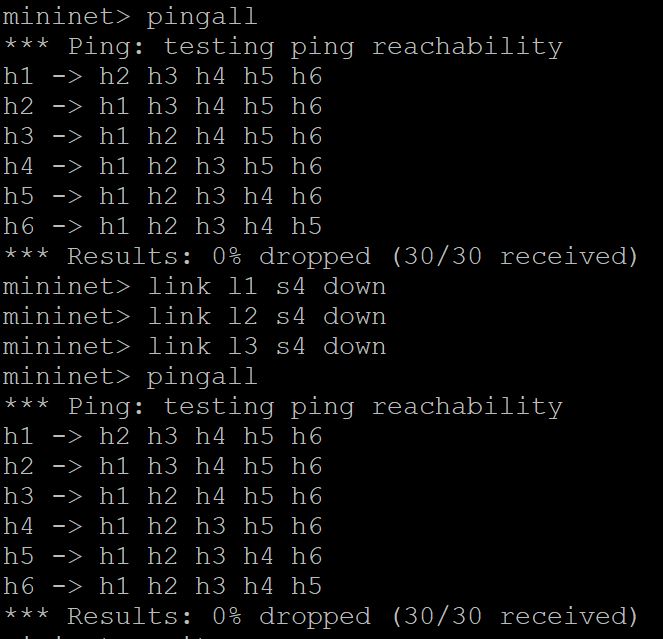 mininet> pingall
*** Ping: testing ping reachability
h1 -> h2 h3 h4 h5 h6
h2 -> h1 h3 h4 h5 h6
h3 -> h1 h2 h4 h5 h6
h4 -> h1 h2 h3 h5 h6
h5 -> h1 h2 h3 h4 h6
h6 -> h1 h2 h3 h4 h5
*** Results: 0% dropped (30/30 received)
mininet> link l1 s4 down
mininet> link l2 s4 down
mininet> link l3 s4 down
mininet> pingall
*** Ping: testing ping reachability
h1 -> h2 h3 h4 h5 h6
h2 -> h1 h3 h4 h5 h6
h3 -> h1 h2 h4 h5 h6
h4 -> h1 h2 h3 h5 h6
h5 -> h1 h2 h3 h4 h6
h6 -> h1 h2 h3 h4 h5
*** Results: 0% dropped (30/30 received)